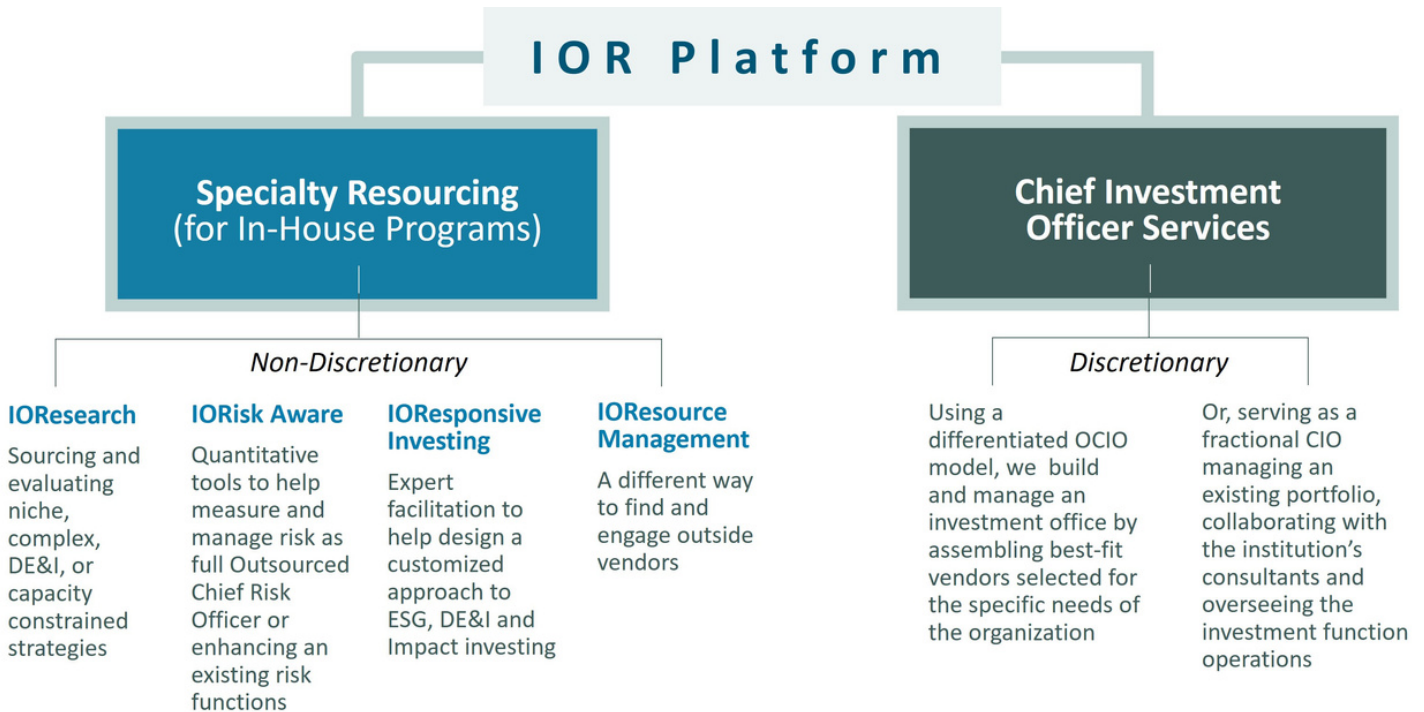 IOR Platform
Specialty Resourcing
(for In-House Programs)
Non-Discretionary
IOResearch
Sourcing and
evaluating
niche,
complex,
DE&I, or
capacity
constrained
strategies
IORisk Aware
Quantitative
tools to help
measure and
manage risk as
full Outsourced
Chief Risk
Officer or
enhancing an
existing risk
functions
IOResponsive
Investing
Expert
facilitation to
help design a
customized
approach to
ESG, DE&I and
Impact investing
IOResource
Management
A different way
to find and
engage outside
vendors
Chief Investment
Officer Services
Discretionary
Using a
differentiated OCIO
model, we build
and manage an
investment office by
assembling best-fit
vendors selected for
the specific needs of
the organization
Or, serving as a
fractional CIO
managing an
existing portfolio,
collaborating with
the institution's
consultants and
overseeing the
investment function
operations